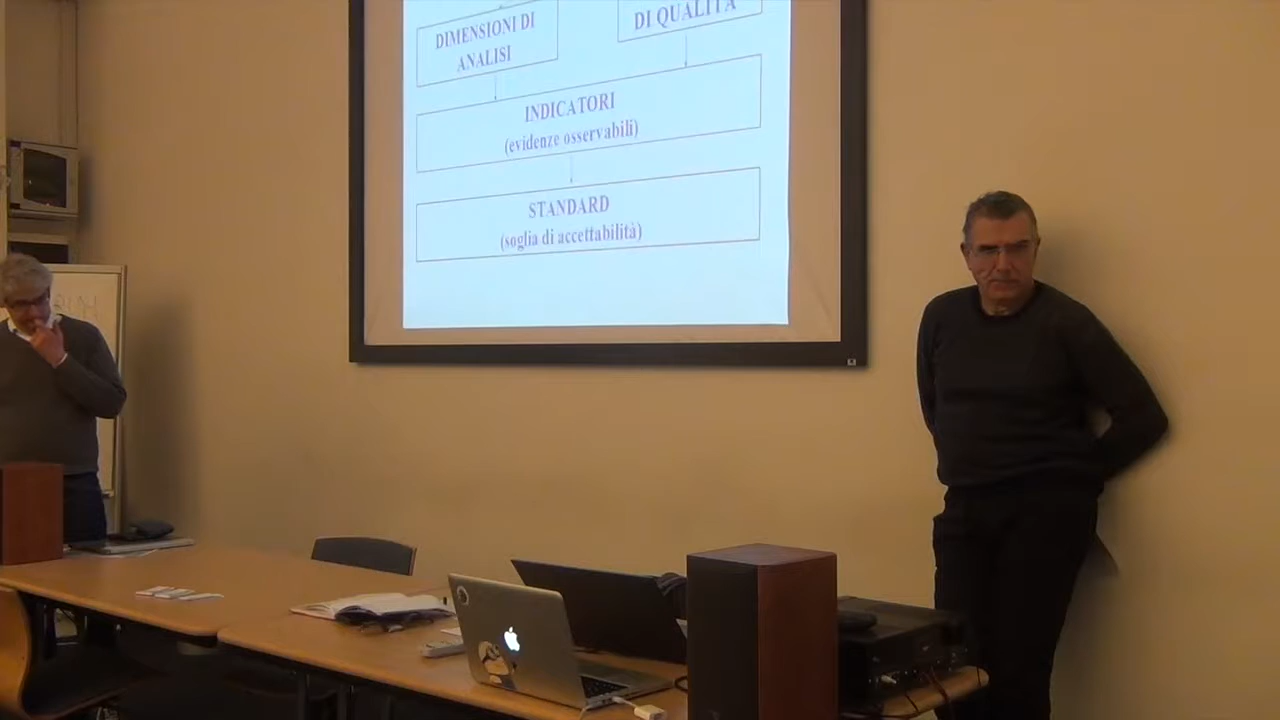 DIMENSIONI DI
ANALISI
DI QUALITÀ
INDICATORI
(evidenze osservabili)
STANDARD
(soglia di accettabilità)